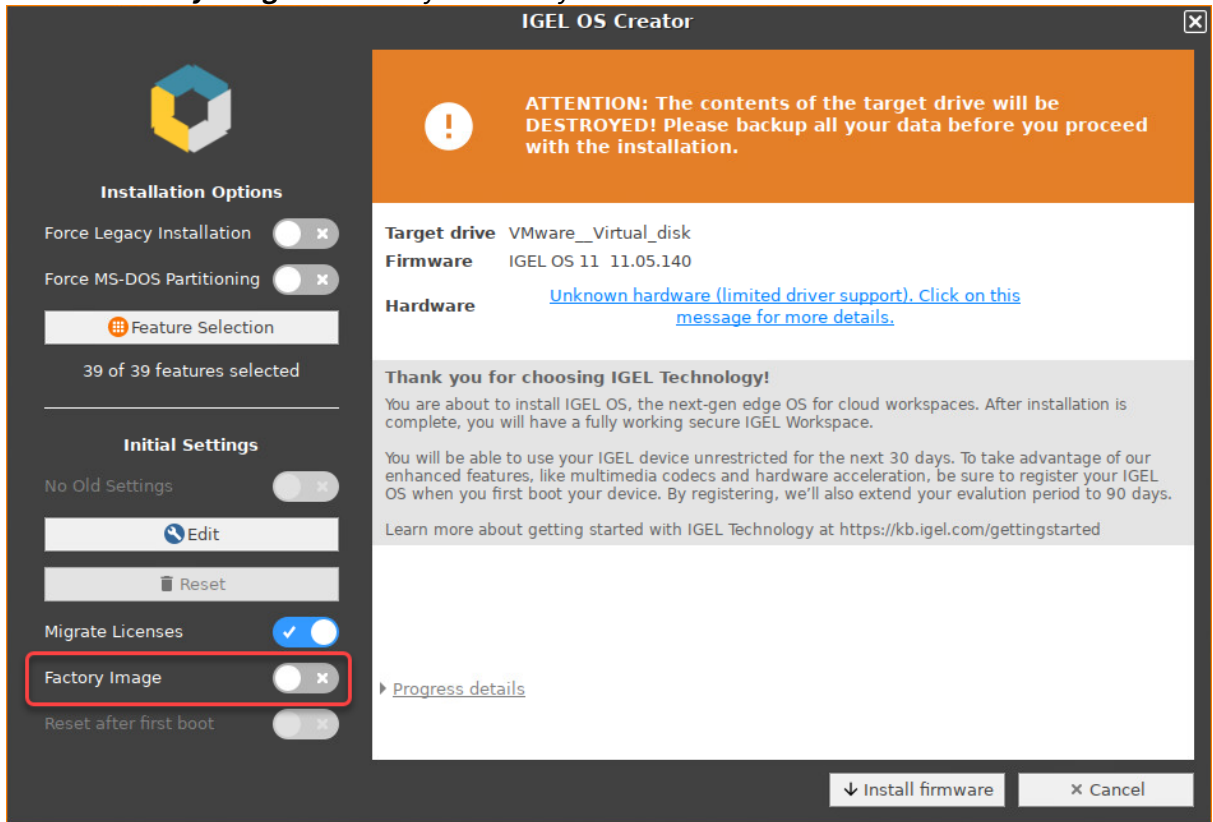 IGEL OS Creator
Installation Options
Force Legacy Installation
Force MS-DOS Partitioning
Feature Selection
39 of 39 features selected
Initial Settings
No Old Settings
Edit
Reset
Migrate Licenses
Factory Image
Reset after first boot
ATTENTION: The contents of the target drive will be
DESTROYED! Please backup all your data before you proceed
with the installation.
Target drive VMware__Virtual_disk
Firmware IGEL OS 11 11.05.140
Hardware Unknown hardware (limited driver support). Click on this
message for more details.
Thank you for choosing IGEL Technology!
You are about to install IGEL OS, the next-gen edge OS for cloud workspaces. After installation is
complete, you will have a fully working secure IGEL Workspace.
You will be able to use your IGEL device unrestricted for the next 30 days. To take advantage of our
enhanced features, like multimedia codecs and hardware acceleration, be sure to register your IGEL
OS when you first boot your device. By registering, we'll also extend your evalution period to 90 days.
Learn more about getting started with IGEL Technology at https://kb.igel.com/gettingstarted
Progress details
Install firmware
Cancel